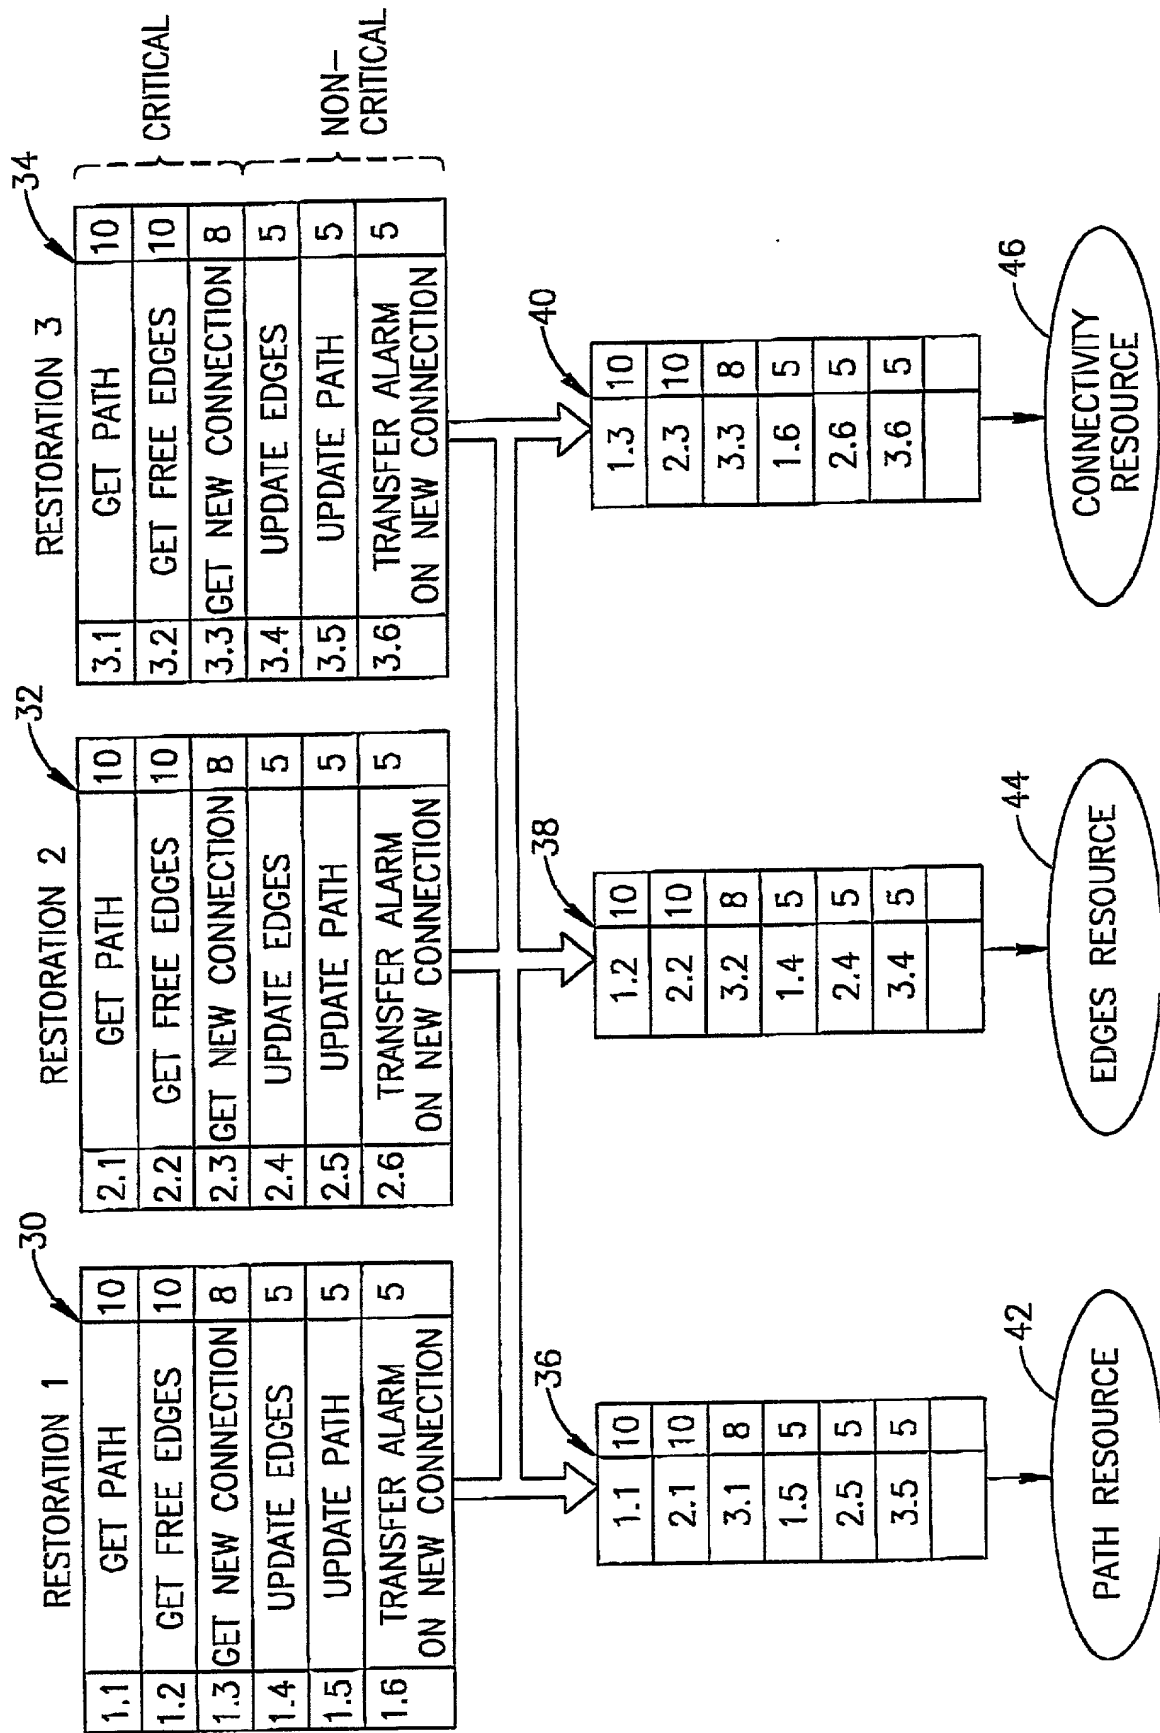 RESTORATION 1
30
1.1 GET PATH 10
1.2 GET FREE EDGES 10
1.3 GET NEW CONNECTION 8
1.4 UPDATE EDGES 5
1.5 UPDATE PATH 5
1.6 TRANSFER ALARM 5
ON NEW CONNECTION
RESTORATION 2
32
2.1 GET PATH 10
2.2 GET FREE EDGES 10
2.3 GET NEW CONNECTION 8
2.4 UPDATE EDGES 5
2.5 UPDATE PATH 5
2.6 TRANSFER ALARM 5
ON NEW CONNECTION
RESTORATION 3
34
3.1 GET PATH 10
3.2 GET FREE EDGES 10
3.3 GET NEW CONNECTION 8
3.4 UPDATE EDGES 5
3.5 UPDATE PATH 5
3.6 TRANSFER ALARM 5
ON NEW CONNECTION
CRITICAL
NON-
CRITICAL
36
1.1 10
2.1 10
3.1 8
1.5 5
2.5 5
3.5 5
38
1.2 10
2.2 10
3.2 8
1.4 5
2.4 5
3.4 5
40
1.3 10
2.3 10
3.3 8
1.6 5
2.6 5
3.6 5
42
PATH RESOURCE
44
EDGES RESOURCE
46
CONNECTIVITY
RESOURCE